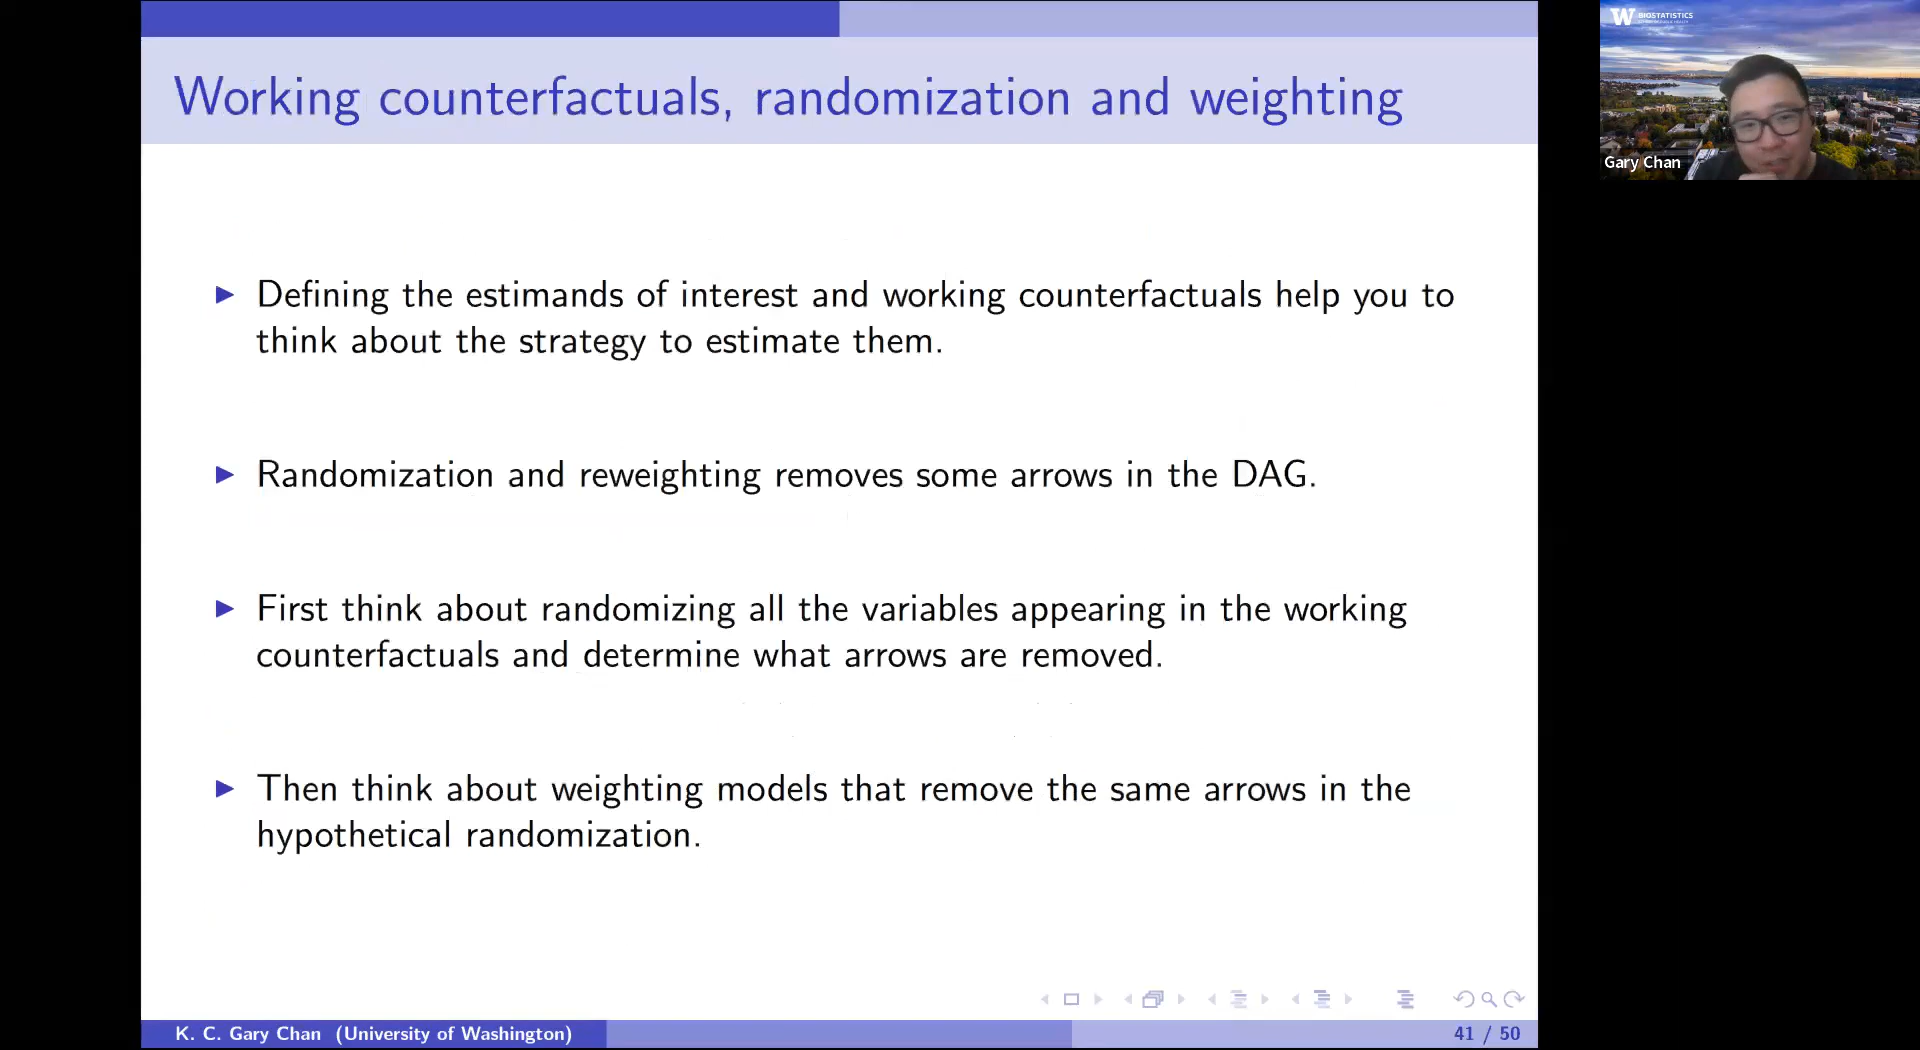 Working counterfactuals, randomization and weighting
Defining the estimands of interest and working counterfactuals help you to
think about the strategy to estimate them.
Randomization and reweighting removes some arrows in the DAG.
First think about randomizing all the variables appearing in the working
counterfactuals and determine what arrows are removed.
Then think about weighting models that remove the same arrows in the
hypothetical randomization.
K. C. Gary Chan (University of Washington)
41 / 50
W BIOSTATISTICS
Gary Chan